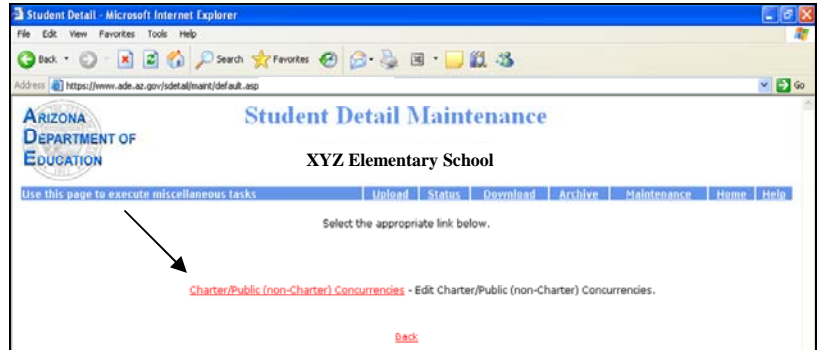 Student Detail - Microsoft Internet Explorer
File Edit View Favorites Tools Help
Back Search Favorites
Address https://www.ade.az.gov/sdetail/maint/default.asp Go
ARIZONA
DEPARTMENT OF
EDUCATION
Student Detail Maintenance
XYZ Elementary School
Use this page to execute miscellaneous tasks Upload Status Download Archive Maintenance Home Help
Select the appropriate link below.
Charter/Public (non-Charter) Concurrencies - Edit Charter/Public (non-Charter) Concurrencies.
Back